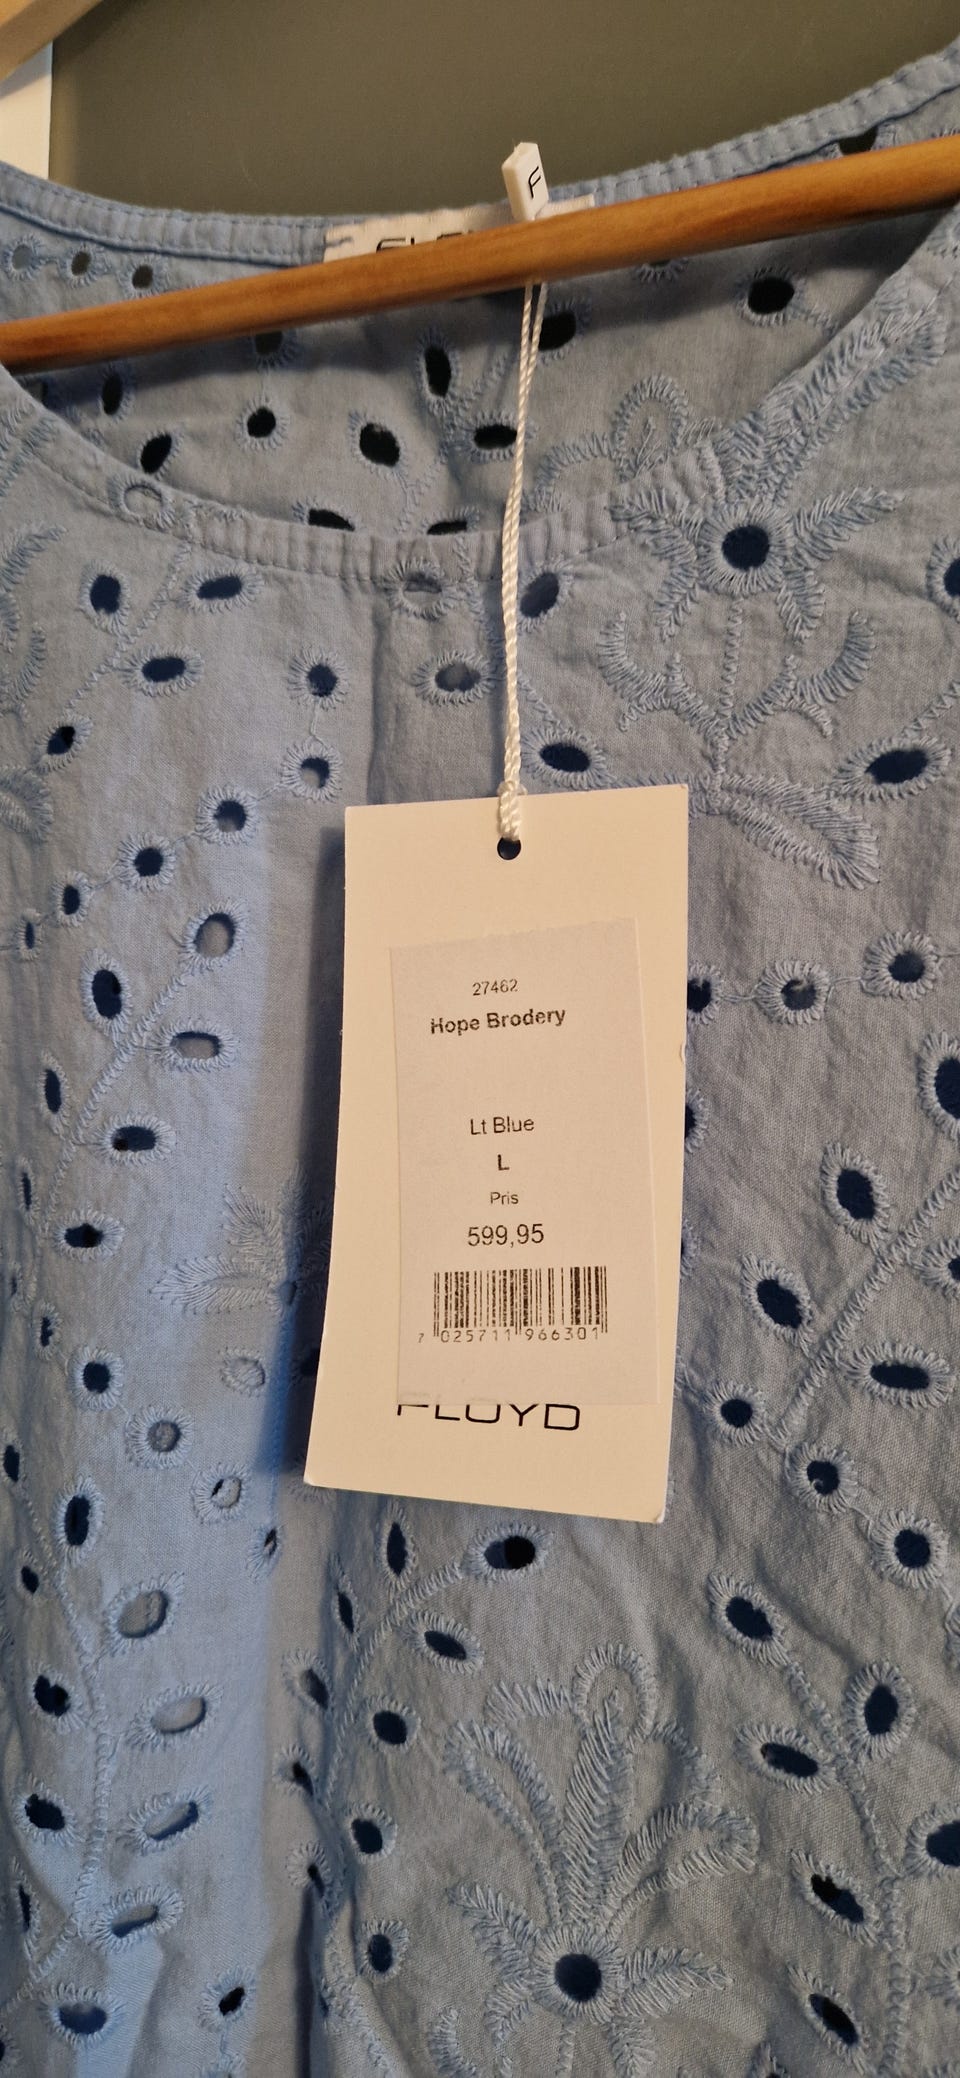 F
27462
Hope Brodery
Lt Blue
L
Pris
599,95
7 025711 966301
FLOYD